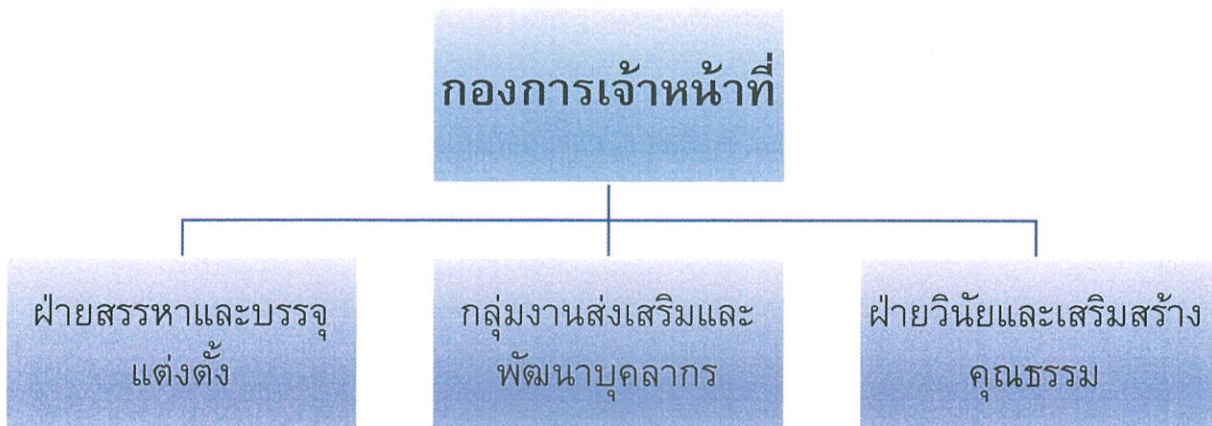 กองการเจ้าหน้าที่
ฝ่ายสรรหาและบรรจุ
แต่งตั้ง
กลุ่มงานส่งเสริมและ
พัฒนาบุคลากร
ฝ่ายวินัยและเสริมสร้าง
คุณธรรม